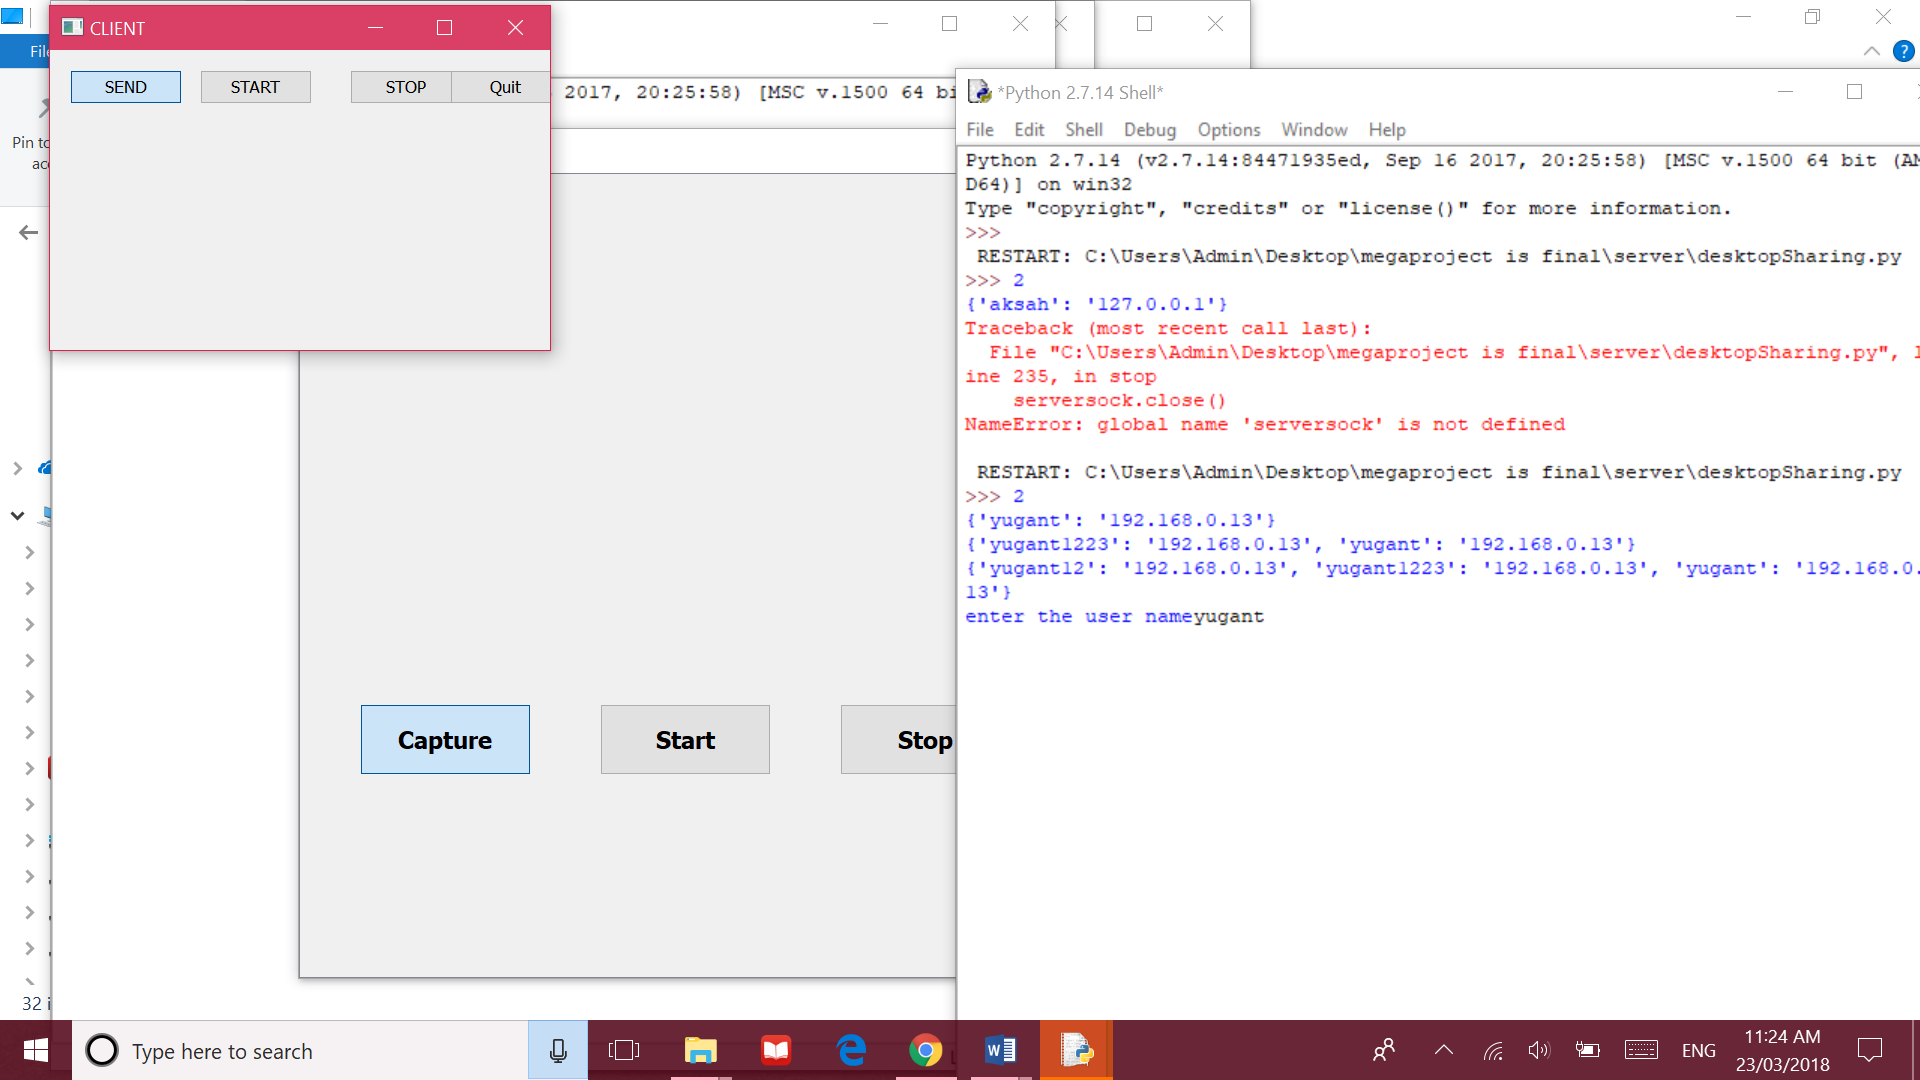 CLIENT
SEND
START
STOP
Quit
2017, 20:25:58) [MSC v.1500 64 bi
File
Pin to
acc
32 i
Capture
Start
Stop
*Python 2.7.14 Shell*
File Edit Shell Debug Options Window Help
Python 2.7.14 (v2.7.14:84471935ed, Sep 16 2017, 20:25:58) [MSC v.1500 64 bit (AM
D64)] on win32
Type "copyright", "credits" or "license()" for more information.
>>>
RESTART: C:\Users\Admin\Desktop\megaproject is final\server\desktopSharing.py
>>> 2
{'aksah': '127.0.0.1'}
Traceback (most recent call last):
File "C:\Users\Admin\Desktop\megaproject is final\server\desktopSharing.py", l
ine 235, in stop
serversock.close()
NameError: global name 'serversock' is not defined
RESTART: C:\Users\Admin\Desktop\megaproject is final\server\desktopSharing.py
>>> 2
{'yugant': '192.168.0.13'}
{'yugant1223': '192.168.0.13', 'yugant': '192.168.0.13'}
{'yugant12': '192.168.0.13', 'yugant1223': '192.168.0.13', 'yugant': '192.168.0.
13'}
enter the user nameyugant
Type here to search
ENG
11:24 AM
23/03/2018